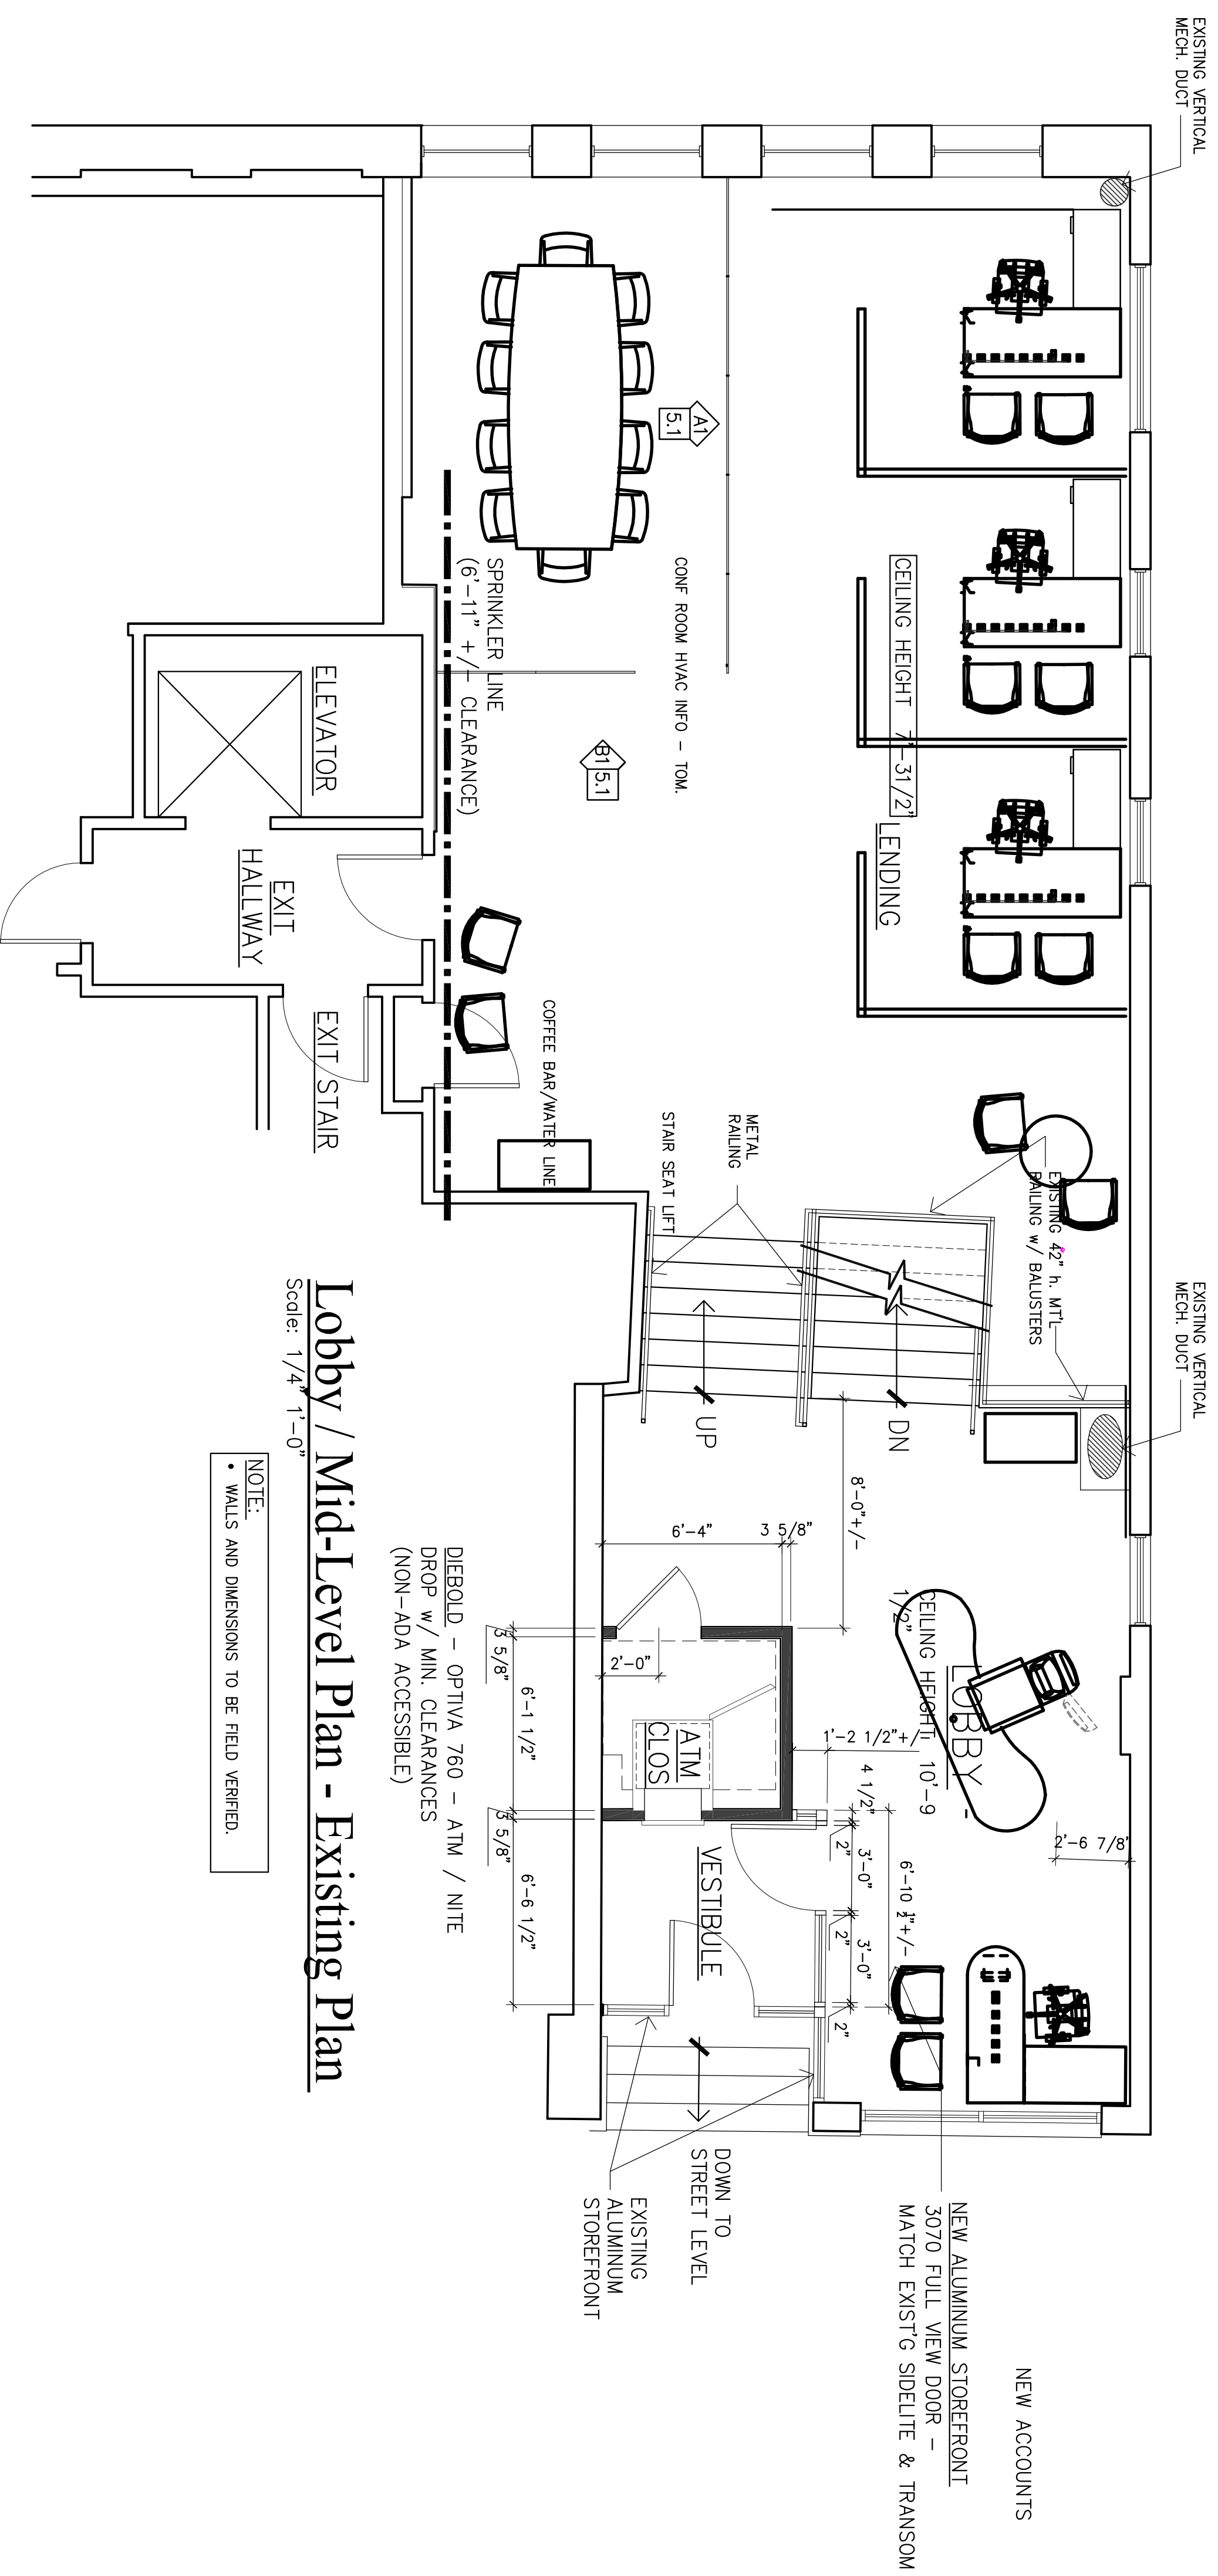 EXISTING VERTICAL
MECH. DUCT
EXISTING VERTICAL
MECH. DUCT
CEILING HEIGHT 7'-31/2"
LENDING
CONF ROOM HVAC INFO - TOM.
A1
5.1
B1
5.1
SPRINKLER LINE
(6'-11" +/- CLEARANCE)
ELEVATOR
EXIT
HALLWAY
EXIT STAIR
COFFEE BAR/WATER LINE
METAL
RAILING
STAIR SEAT LIFT
EXISTING 42" h. MT'L
RAILING w/ BALUSTERS
UP
DN
8'-0"+/-
6'-4"
3 5/8"
2'-0"
ATM
CLOS
3 5/8"
6'-1 1/2"
3 5/8"
6'-6 1/2"
CEILING HEIGHT 10'-9
1/2"
LOBBY -
1'-2 1/2"+/-
4 1/2"
2"
3'-0"
2"
3'-0"
2"
6'-10 1/2"+/-
2'-6 7/8"
VESTIBULE
DIEBOLD - OPTIVA 760 - ATM / NITE
DROP w/ MIN. CLEARANCES
(NON-ADA ACCESSIBLE)
DOWN TO
STREET LEVEL
EXISTING
ALUMINUM
STOREFRONT
NEW ACCOUNTS
NEW ALUMINUM STOREFRONT
3070 FULL VIEW DOOR -
MATCH EXIST'G SIDELITE & TRANSOM
Lobby / Mid-Level Plan - Existing Plan
Scale: 1/4" 1'-0"
NOTE:
• WALLS AND DIMENSIONS TO BE FIELD VERIFIED.